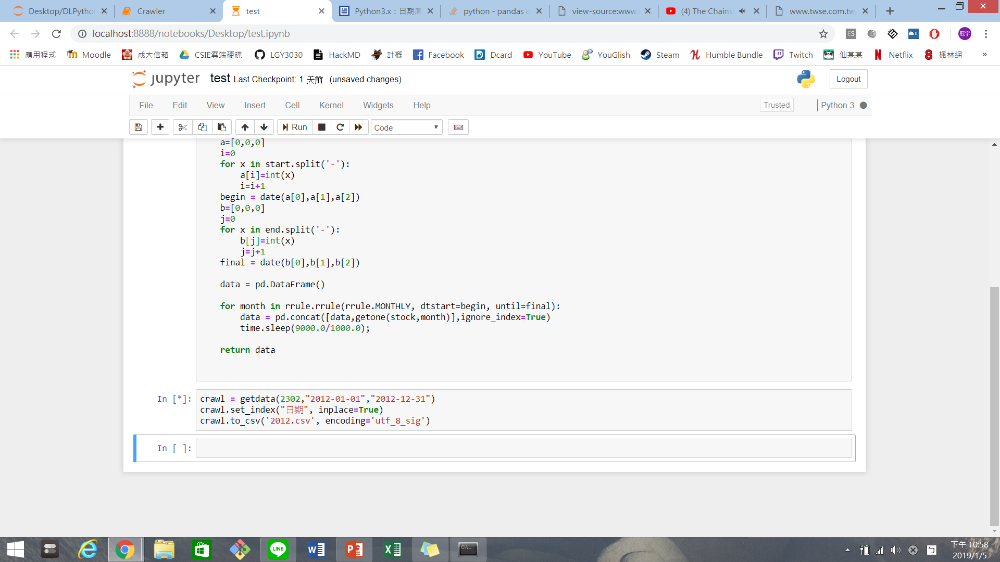 Desktop/DLPytho
Crawler
test
Python3.x：日期
python - pandas
view-source:www.
(4) The Chains
www.twse.com.tw
localhost:8888/notebooks/Desktop/test.ipynb
ES
IL
冠宇
應用程式
Moodle
成大信箱
CSIE雲端硬碟
LGY3030
HackMD
計概
Facebook
Dcard
YouTube
YouGlish
Steam
Humble Bundle
Twitch
仙某某
Netflix
楓林網
»
jupyter test Last Checkpoint: 1 天前 (unsaved changes)
Logout
File Edit View Insert Cell Kernel Widgets Help
Trusted
Python 3
Run
Code
a=[0,0,0]
i=0
for x in start.split('-'):
    a[i]=int(x)
    i=i+1
begin = date(a[0],a[1],a[2])
b=[0,0,0]
j=0
for x in end.split('-'):
    b[j]=int(x)
    j=j+1
final = date(b[0],b[1],b[2])
data = pd.DataFrame()
for month in rrule.rrule(rrule.MONTHLY, dtstart=begin, until=final):
    data = pd.concat([data,getone(stock,month)],ignore_index=True)
    time.sleep(9000.0/1000.0);
return data
In [*]:
crawl = getdata(2302,"2012-01-01","2012-12-31")
crawl.set_index("日期", inplace=True)
crawl.to_csv('2012.csv', encoding='utf_8_sig')
In [ ]:
LINE
下午 10:58
2019/1/5